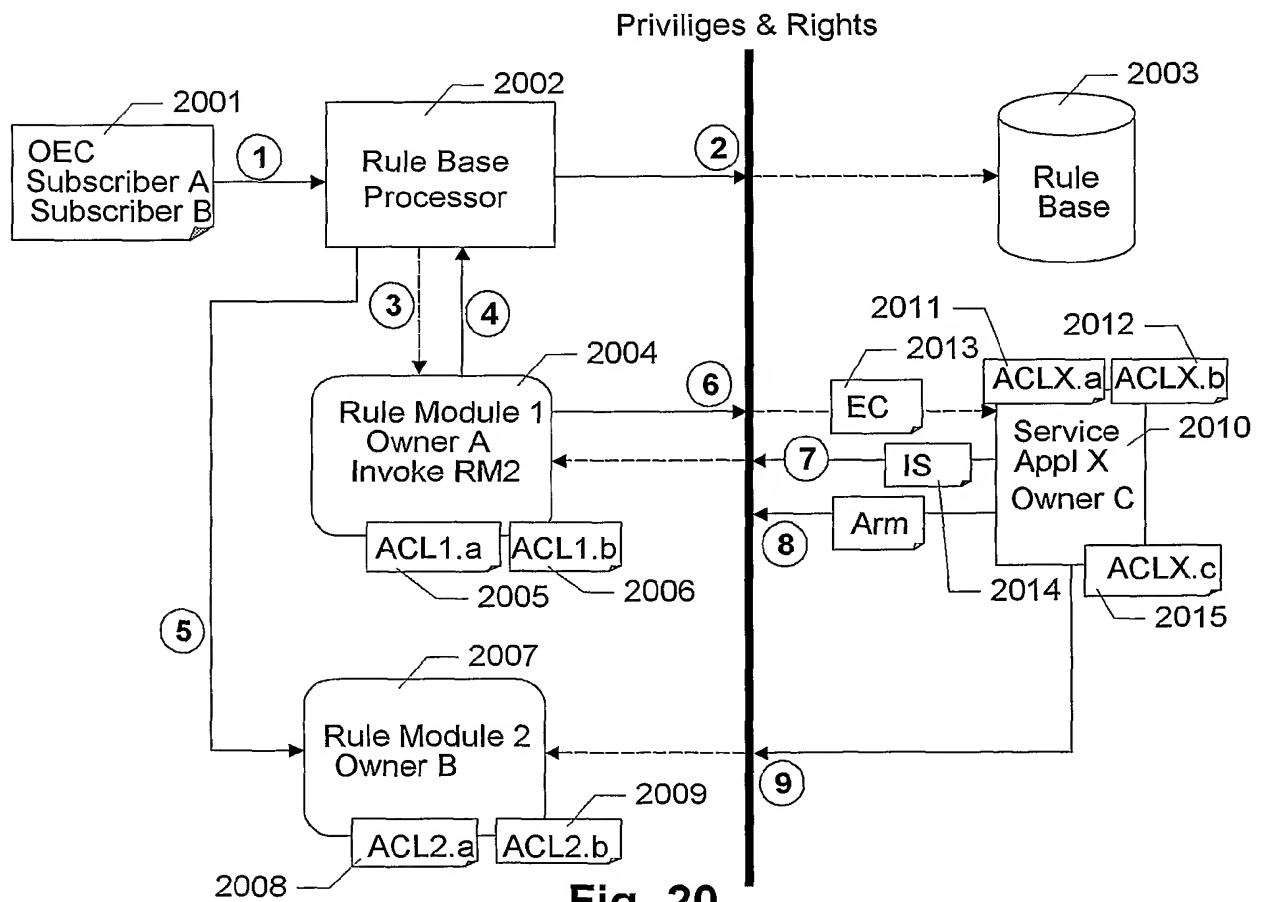 Priviliges & Rights
2001
2002
2003
OEC
Subscriber A
Subscriber B
1
Rule Base
Processor
2
Rule
Base
3
4
2004
2013
2011
2012
Rule Module 1
Owner A
Invoke RM2
6
EC
ACLX.a
ACLX.b
Service
Appl X
Owner C
2010
7
IS
8
Arm
ACL1.a
ACL1.b
2005
2006
2014
ACLX.c
2015
5
2007
Rule Module 2
Owner B
9
2009
ACL2.a
ACL2.b
2008
Fig. 20